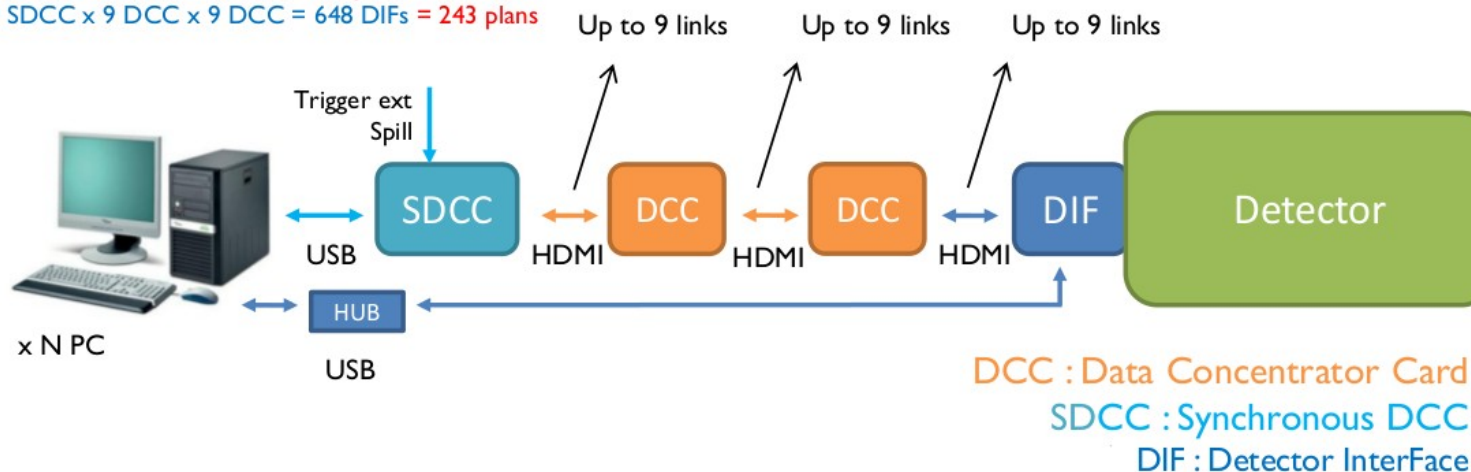 SDCC x 9 DCC x 9 DCC = 648 DIFs = 243 plans
Up to 9 links
Up to 9 links
Up to 9 links
Trigger ext
Spill
SDCC
DCC
DCC
DIF
Detector
USB
HDMI
HDMI
HDMI
HUB
USB
x N PC
DCC : Data Concentrator Card
SDCC : Synchronous DCC
DIF : Detector InterFace